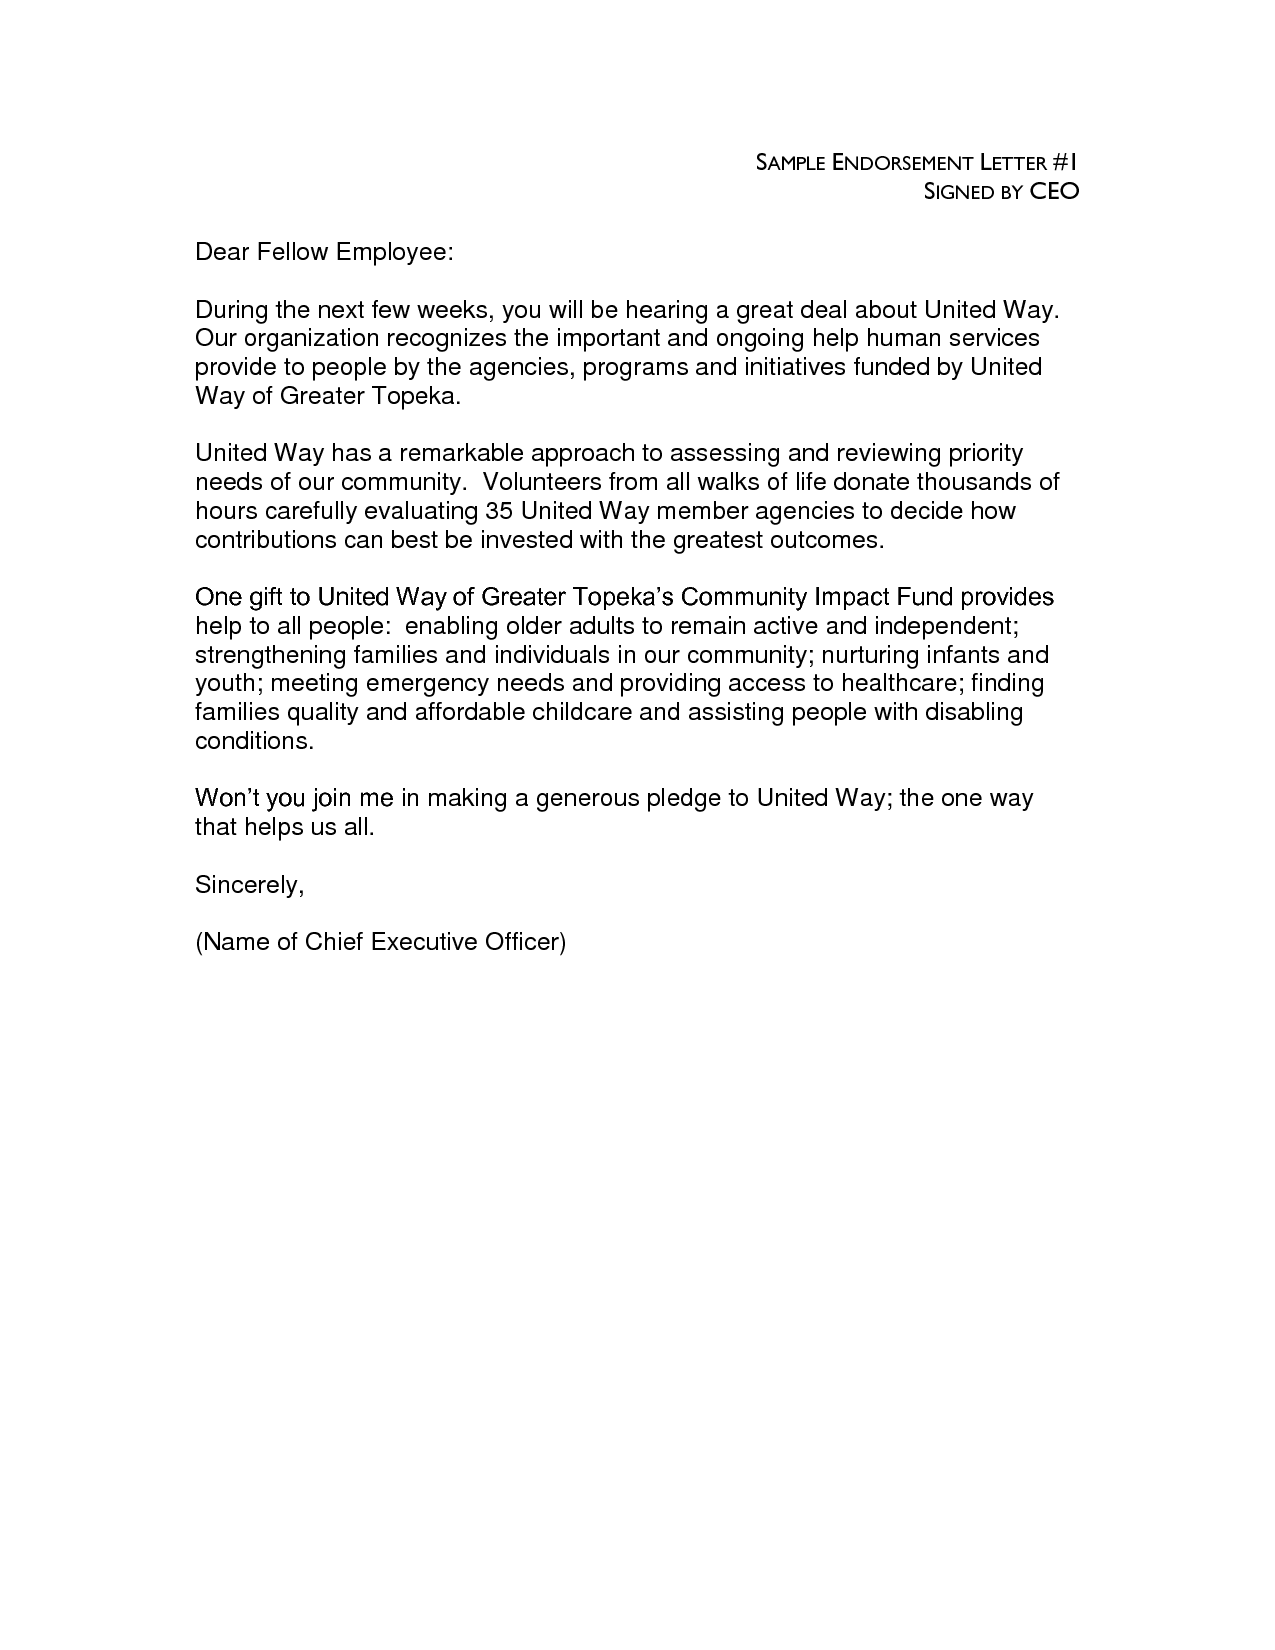 SAMPLE ENDORSEMENT LETTER #1
SIGNED BY CEO
Dear Fellow Employee:
During the next few weeks, you will be hearing a great deal about United Way.
Our organization recognizes the important and ongoing help human services
provide to people by the agencies, programs and initiatives funded by United
Way of Greater Topeka.
United Way has a remarkable approach to assessing and reviewing priority
needs of our community.  Volunteers from all walks of life donate thousands of
hours carefully evaluating 35 United Way member agencies to decide how
contributions can best be invested with the greatest outcomes.
One gift to United Way of Greater Topeka’s Community Impact Fund provides
help to all people:  enabling older adults to remain active and independent;
strengthening families and individuals in our community; nurturing infants and
youth; meeting emergency needs and providing access to healthcare; finding
families quality and affordable childcare and assisting people with disabling
conditions.
Won’t you join me in making a generous pledge to United Way; the one way
that helps us all.
Sincerely,
(Name of Chief Executive Officer)